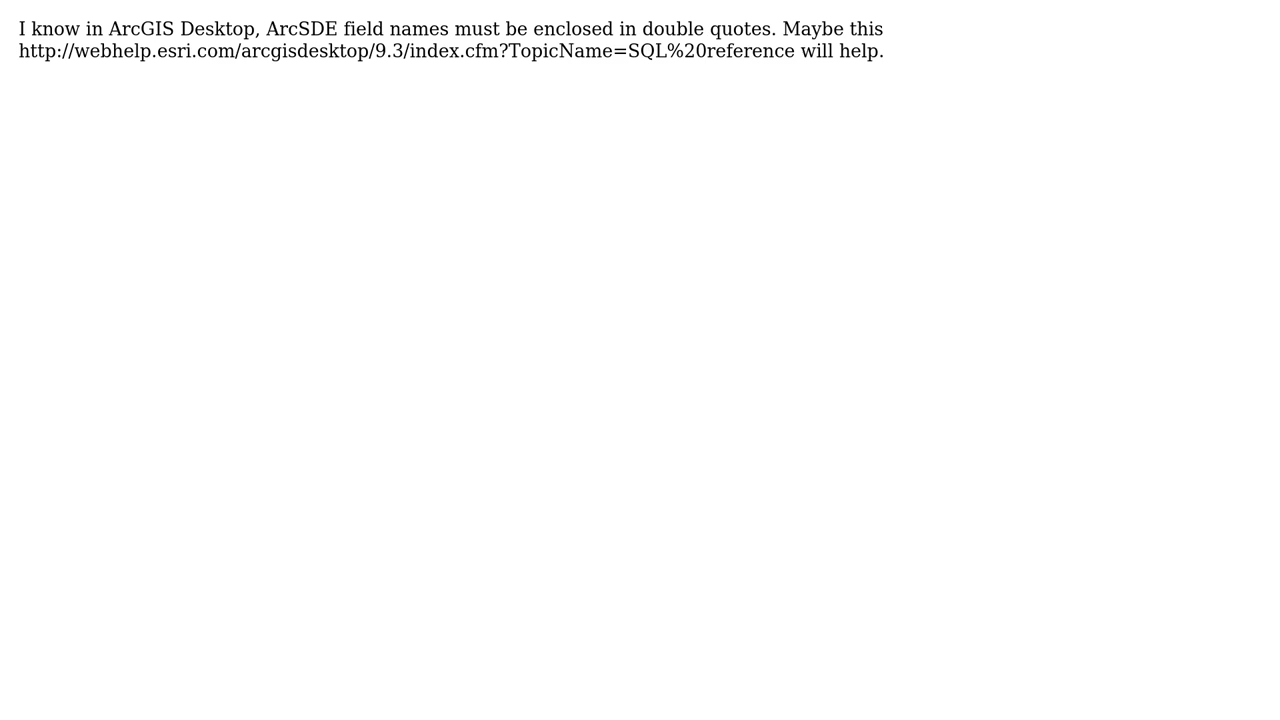 I know in ArcGIS Desktop, ArcSDE field names must be enclosed in double quotes. Maybe this
http://webhelp.esri.com/arcgisdesktop/9.3/index.cfm?TopicName=SQL%20reference will help.